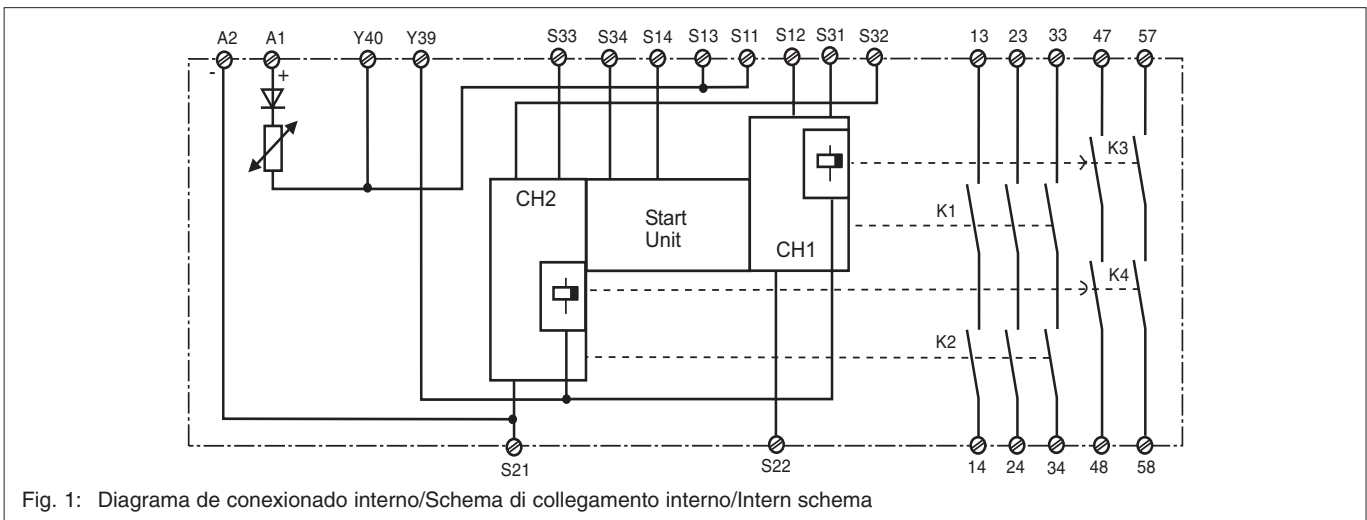 A2 A1 Y40 Y39 S33 S34 S14 S13 S11 S12 S31 S32 13 23 33 47 57
- +
K3
CH2 Start K1
Unit CH1
K4
K2
S21 S22 14 24 34 48 58
Fig. 1: Diagrama de conexionado interno/Schema di collegamento interno/Intern schema